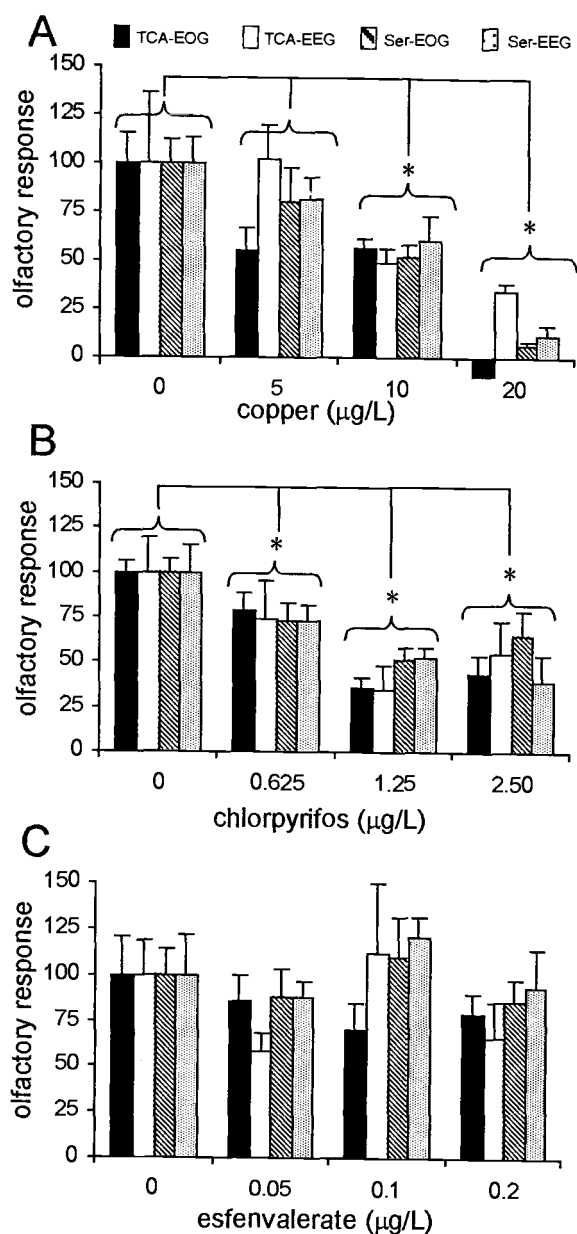 A
TCA-EOG TCA-EEG Ser-EOG Ser-EEG
150
125
100
75
50
25
0
olfactory response
*
*
0 5 10 20
copper (μg/L)
B
150
125
100
75
50
25
0
olfactory response
*
*
*
0 0.625 1.25 2.50
chlorpyrifos (μg/L)
C
150
125
100
75
50
25
0
olfactory response
0 0.05 0.1 0.2
esfenvalerate (μg/L)